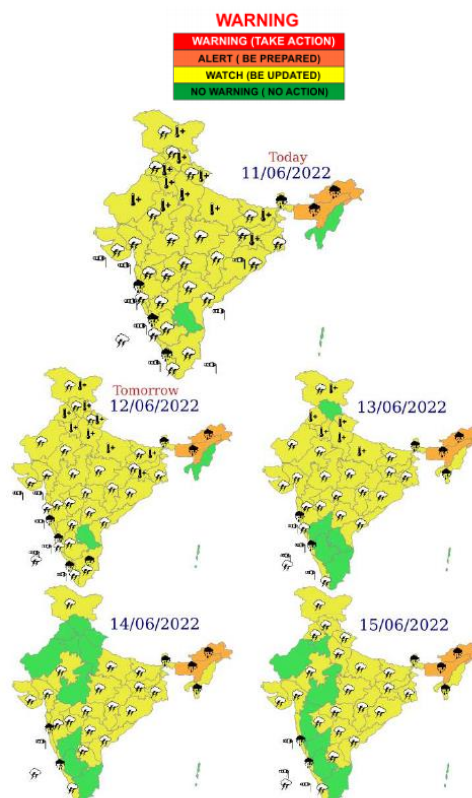 WARNING
WARNING (TAKE ACTION)
ALERT ( BE PREPARED)
WATCH (BE UPDATED)
NO WARNING ( NO ACTION)
Today
11/06/2022
Tomorrow
12/06/2022
13/06/2022
14/06/2022
15/06/2022